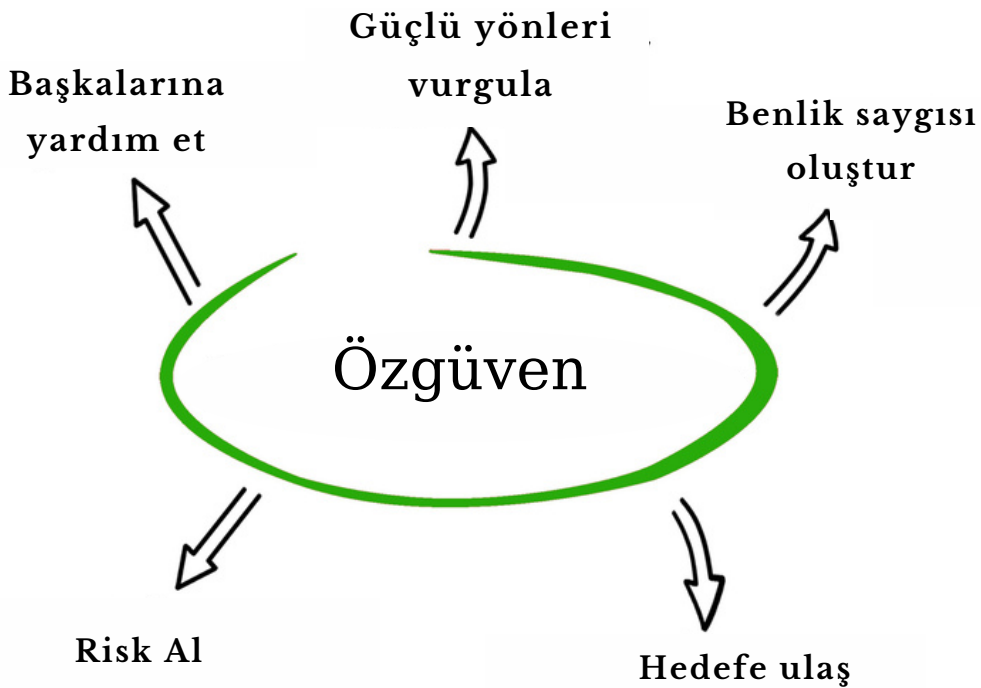 Güçlü yönleri
vurgula
Başkalarına
yardım et
Benlik saygısı
oluştur
Özgüven
Risk Al
Hedefe ulaş